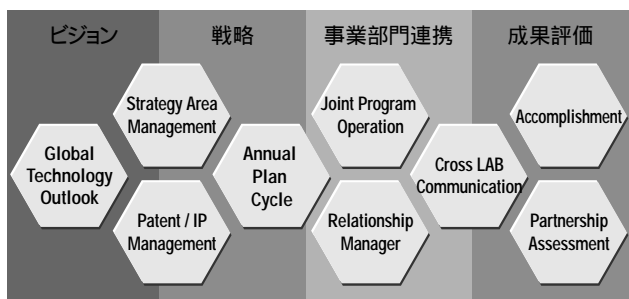 ビジョン
戦略
事業部門連携
成果評価
Global
Technology
Outlook
Strategy Area
Management
Patent / IP
Management
Annual
Plan
Cycle
Joint Program
Operation
Relationship
Manager
Cross LAB
Communication
Accomplishment
Partnership
Assessment